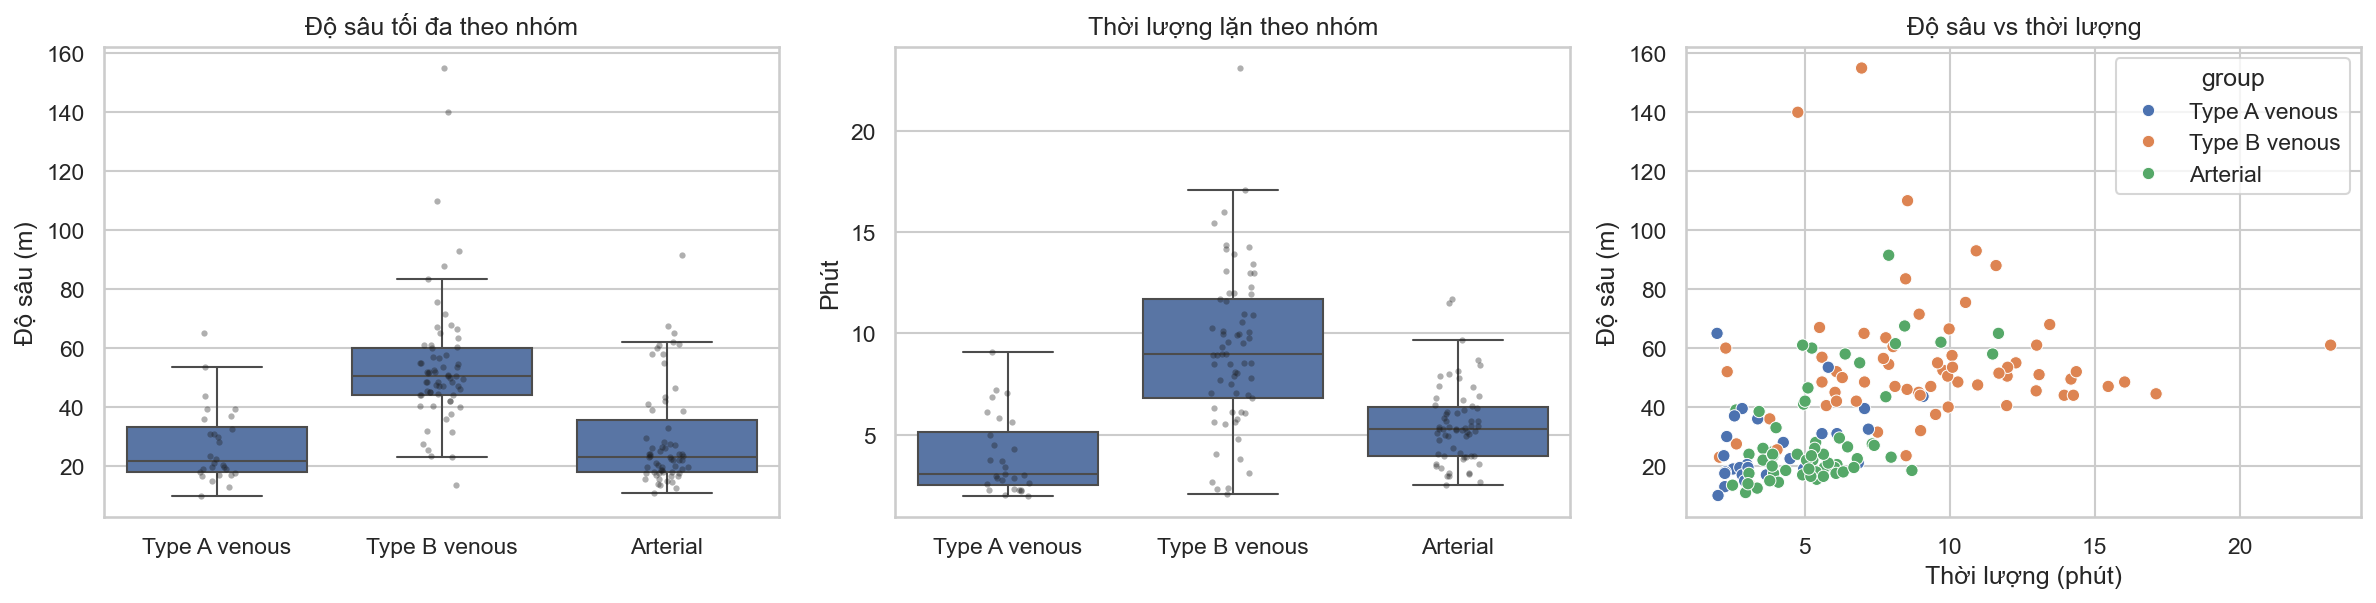 Độ sâu tối đa theo nhóm
Độ sâu (m)
160
140
120
100
80
60
40
20
Type A venous
Type B venous
Arterial
Thời lượng lặn theo nhóm
Phút
20
15
10
5
Type A venous
Type B venous
Arterial
Độ sâu vs thời lượng
Độ sâu (m)
160
140
120
100
80
60
40
20
group
Type A venous
Type B venous
Arterial
5
10
15
20
Thời lượng (phút)